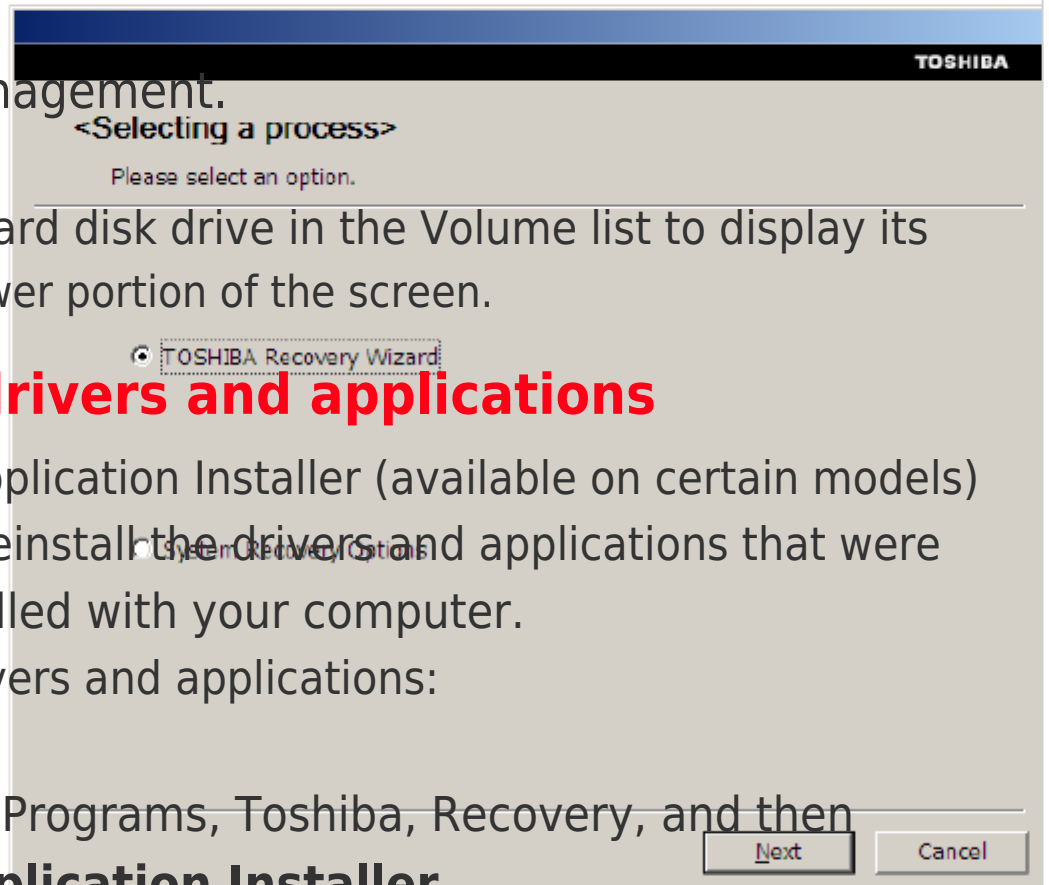 TOSHIBA
nagement.
<Selecting a process>
Please select an option.
ard disk drive in the Volume list to display its
wer portion of the screen.
TOSHIBA Recovery Wizard
drivers and applications
pplication Installer (available on certain models)
einstall the drivers and applications that were
System Recovery Options
lled with your computer.
vers and applications:
Programs, Toshiba, Recovery, and then
Next Cancel
plication Installer